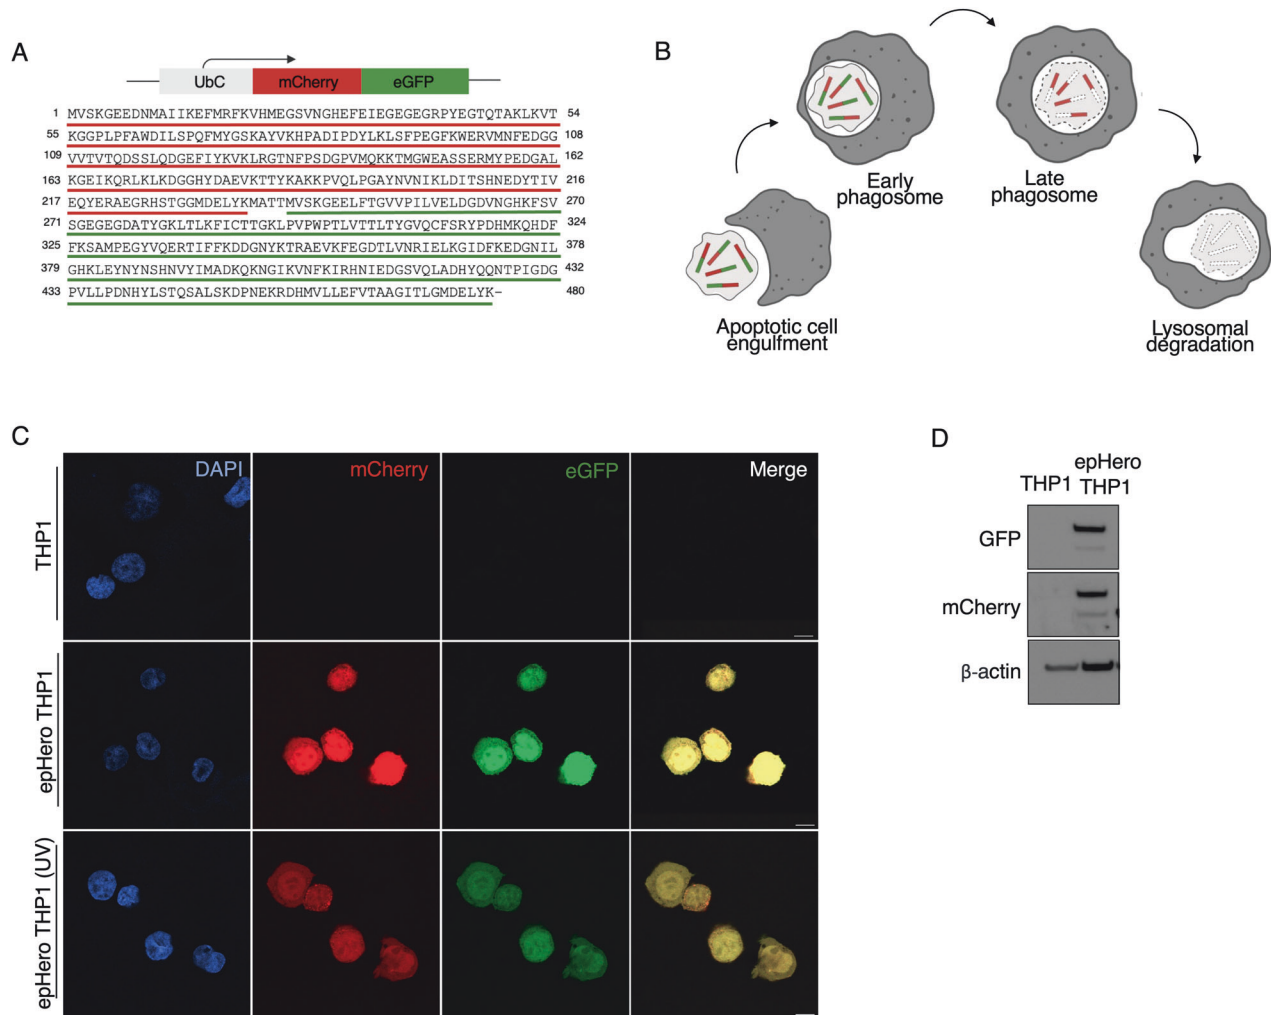 A
UbC mCherry eGFP
1 MVSKGEEDNMAIIKEFMRFKVHMEGSVNGHEFEIEGEGEGRPYEGTQTAKLKVT 54
55 KGGPLPFAWDILSPQFMYGSKAYVKHPADIPDYLKLSFPEGFKWERVMNFEDGG 108
109 VVTVTQDSSLQDGEFIYKVKLRGTNFPSDGPVMQKKTMGWEASSERMYPEDGAL 162
163 KGEIKQRLKLKDGGHYDAEVKTTYKAKKPVQLPGAYNVNIKLDITSHNEDYTIV 216
217 EQYERAEGRHSTGGMDELYKMATTMVSKGEELFTGVVPILVELDGDVNGHKFSV 270
271 SGEGEGDATYGKLTLKFICTTGKLPVPWPTLVTTLTYGVQCFSRYPDHMKQHDF 324
325 FKSAMPEGYVQERTIFFKDDGNYKTRAEVKFEGDTLVNRIELKGIDFKEDGNIL 378
379 GHKLEYNYNSHNVYIMADKQKNGIKVNFKIRHNIEDGSVQLADHYQQNTPIGDG 432
433 PVLLPDNHYLSTQSALSKDPNEKRDHMVLLEFVTAAGITLGMDELYK– 480
B
Early
phagosome
Late
phagosome
Apoptotic cell
engulfment
Lysosomal
degradation
C
DAPI mCherry eGFP Merge
THP1
epHero THP1
epHero THP1 (UV)
D
THP1 epHero
THP1
GFP
mCherry
β-actin